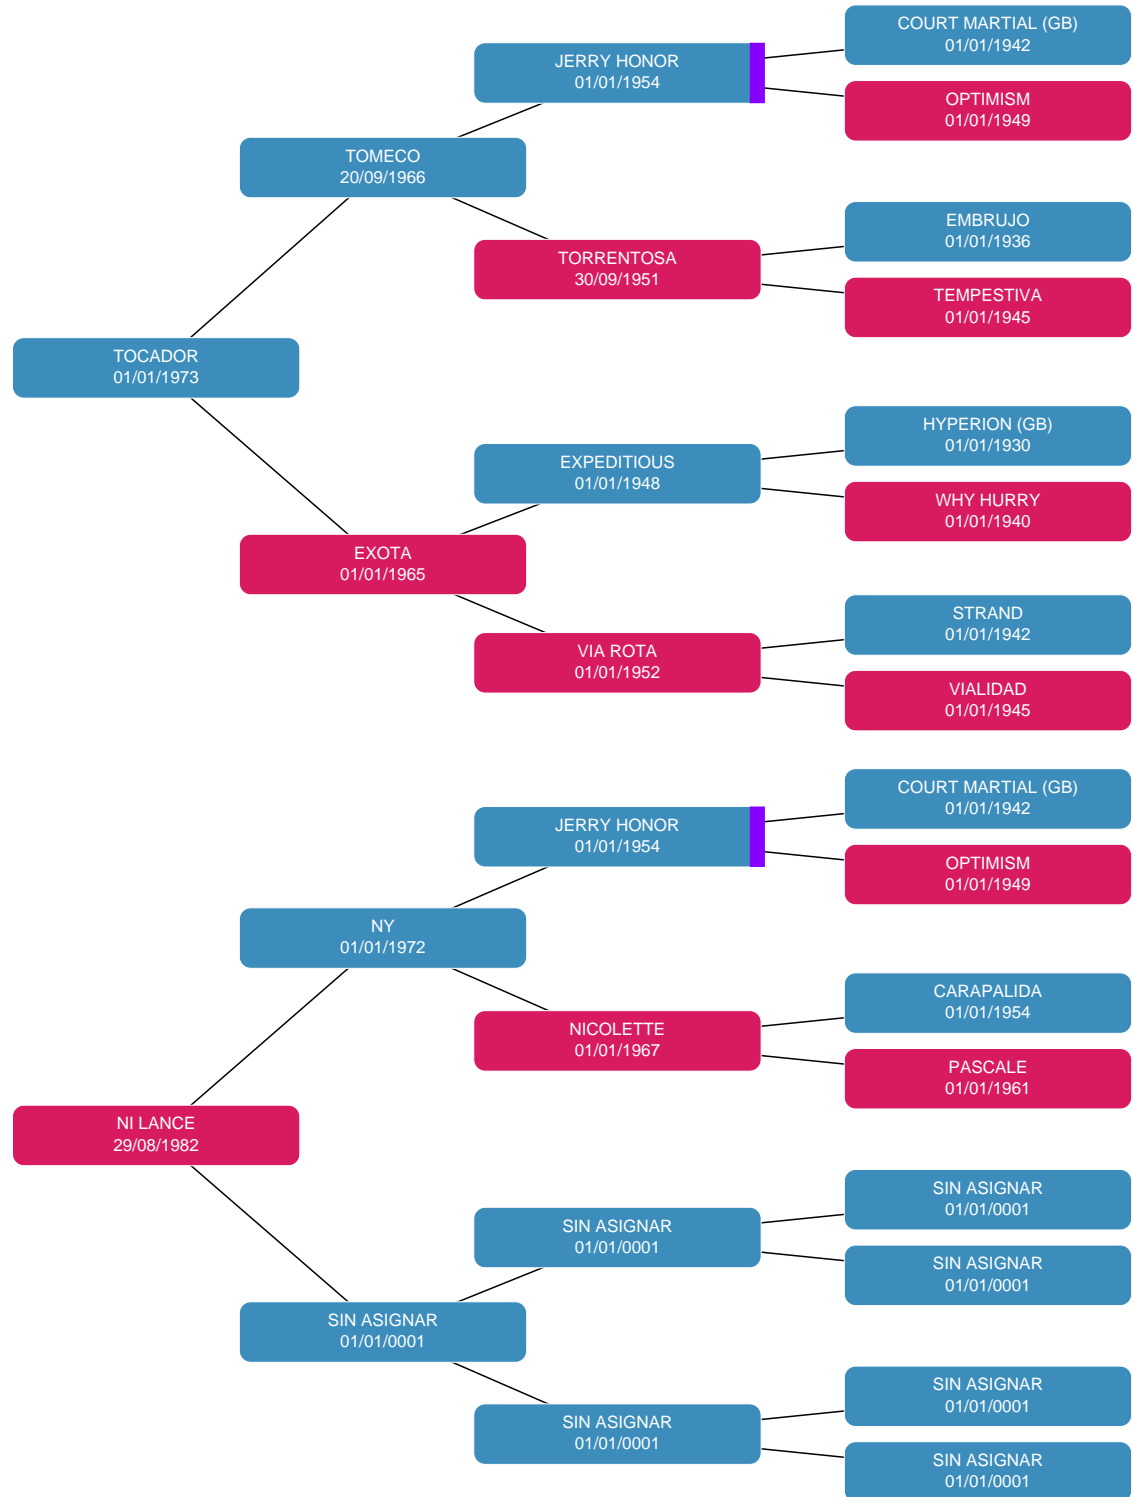 COURT MARTIAL (GB)
01/01/1942
JERRY HONOR
01/01/1954
OPTIMISM
01/01/1949
TOMECO
20/09/1966
EMBRUJO
01/01/1936
TORRENTOSA
30/09/1951
TEMPESTIVA
01/01/1945
TOCADOR
01/01/1973
HYPERION (GB)
01/01/1930
EXPEDITIOUS
01/01/1948
WHY HURRY
01/01/1940
EXOTA
01/01/1965
STRAND
01/01/1942
VIA ROTA
01/01/1952
VIALIDAD
01/01/1945
COURT MARTIAL (GB)
01/01/1942
JERRY HONOR
01/01/1954
OPTIMISM
01/01/1949
NY
01/01/1972
CARAPALIDA
01/01/1954
NICOLETTE
01/01/1967
PASCALE
01/01/1961
NI LANCE
29/08/1982
SIN ASIGNAR
01/01/0001
SIN ASIGNAR
01/01/0001
SIN ASIGNAR
01/01/0001
SIN ASIGNAR
01/01/0001
SIN ASIGNAR
01/01/0001
SIN ASIGNAR
01/01/0001
SIN ASIGNAR
01/01/0001